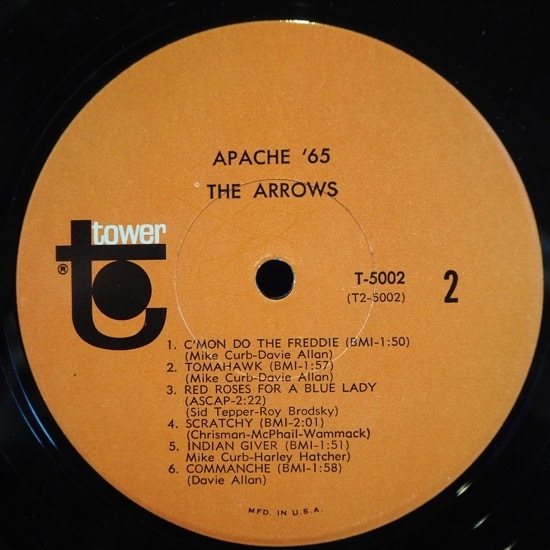 APACHE '65
THE ARROWS
tower
®
T-5002
(T2-5002)
2
1. C'MON DO THE FREDDIE (BMI-1:50)
(Mike Curb-Davie Allan)
2. TOMAHAWK (BMI-1:57)
(Mike Curb-Davie Allan)
3. RED ROSES FOR A BLUE LADY
(ASCAP-2:22)
(Sid Tepper-Roy Brodsky)
4. SCRATCHY (BMI-2:01)
(Chrisman-McPhail-Wammack)
5. INDIAN GIVER (BMI-1:51)
Mike Curb-Harley Hatcher)
6. COMMANCHE (BMI-1:58)
(Davie Allan)
MFD. IN U.S.A.